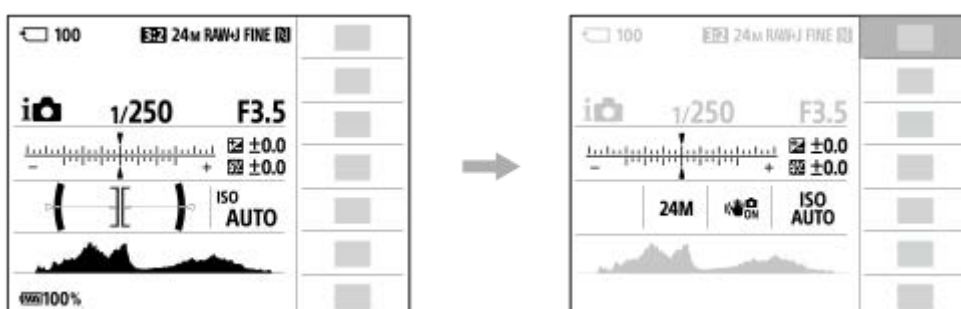 100 3:2 24M RAW+J FINE N
i 1/250 F3.5
±0.0
- + ±0.0
ISO
AUTO
100%
100 3:2 24M RAW+J FINE N
i 1/250 F3.5
±0.0
- + ±0.0
24M ON ISO
AUTO